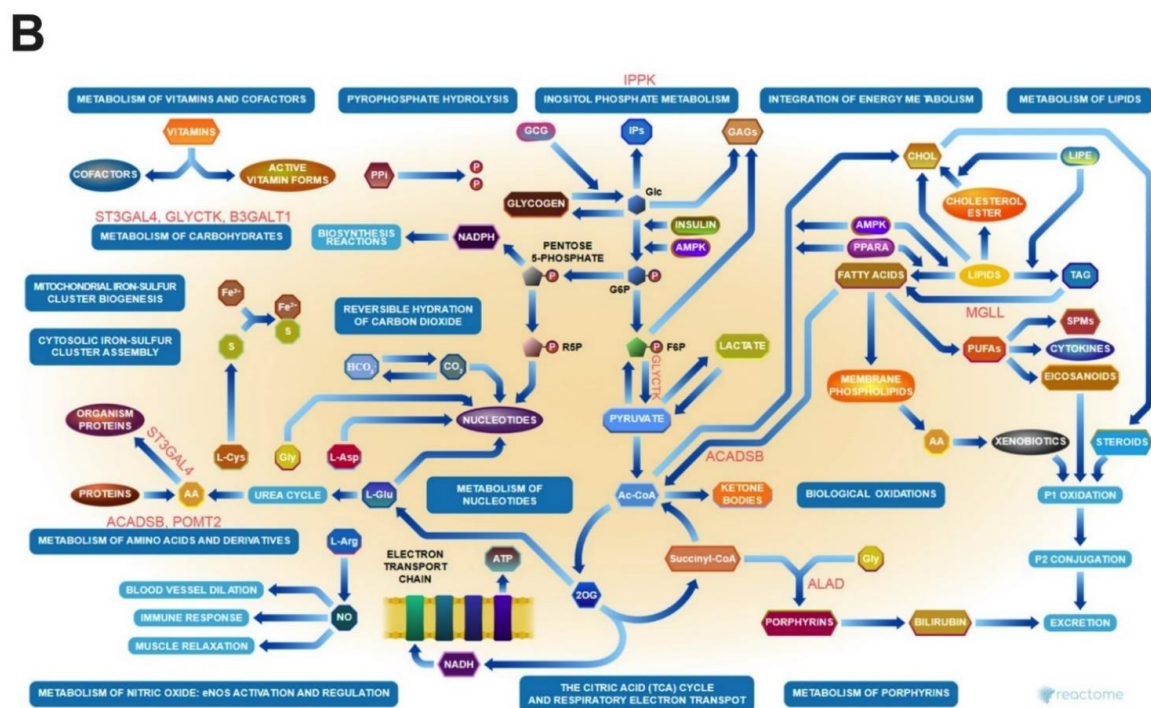 B
IPPK
METABOLISM OF VITAMINS AND COFACTORS
PYROPHOSPHATE HYDROLYSIS
INOSITOL PHOSPHATE METABOLISM
INTEGRATION OF ENERGY METABOLISM
METABOLISM OF LIPIDS
VITAMINS
COFACTORS
ACTIVE
VITAMIN FORMS
PPi
P
P
GCG
IPs
GAGs
GLYCOGEN
Glc
INSULIN
AMPK
CHOL
LIPE
CHOLESTEROL
ESTER
AMPK
PPARA
FATTY ACIDS
LIPIDS
TAG
MGLL
ST3GAL4, GLYCTK, B3GALT1
METABOLISM OF CARBOHYDRATES
BIOSYNTHESIS
REACTIONS
NADPH
PENTOSE
5-PHOSPHATE
P
G6P
P
MITOCHONDRIAL IRON-SULFUR
CLUSTER BIOGENESIS
CYTOSOLIC IRON-SULFUR
CLUSTER ASSEMBLY
Fe²⁺
Fe²⁺
S
S
REVERSIBLE HYDRATION
OF CARBON DIOXIDE
HCO₃⁻
CO₂
P
R5P
P
F6P
GLYCTK
LACTATE
PUFAs
SPMs
CYTOKINES
EICOSANOIDS
MEMBRANE
PHOSPHOLIPIDS
ORGANISM
PROTEINS
ST3GAL4
L-Cys
Gly
L-Asp
NUCLEOTIDES
PYRUVATE
AA
XENOBIOTICS
STEROIDS
ACADSB
PROTEINS
AA
UREA CYCLE
L-Glu
METABOLISM OF
NUCLEOTIDES
Ac-CoA
KETONE
BODIES
BIOLOGICAL OXIDATIONS
P1 OXIDATION
ACADSB, POMT2
METABOLISM OF AMINO ACIDS AND DERIVATIVES
L-Arg
ELECTRON
TRANSPORT
CHAIN
ATP
Succinyl-CoA
Gly
P2 CONJUGATION
ALAD
BLOOD VESSEL DILATION
IMMUNE RESPONSE
MUSCLE RELAXATION
NO
2OG
NADH
PORPHYRINS
BILIRUBIN
EXCRETION
METABOLISM OF NITRIC OXIDE: eNOS ACTIVATION AND REGULATION
THE CITRIC ACID (TCA) CYCLE
AND RESPIRATORY ELECTRON TRANSPOT
METABOLISM OF PORPHYRINS
reactome